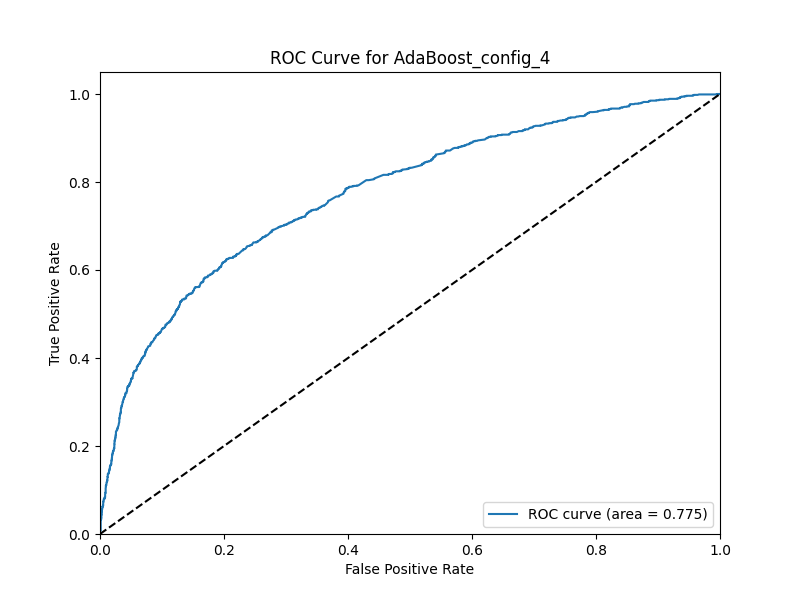 ROC Curve for AdaBoost_config_4
True Positive Rate
1.0
0.8
0.6
0.4
0.2
0.0
ROC curve (area = 0.775)
0.0 0.2 0.4 0.6 0.8 1.0
False Positive Rate